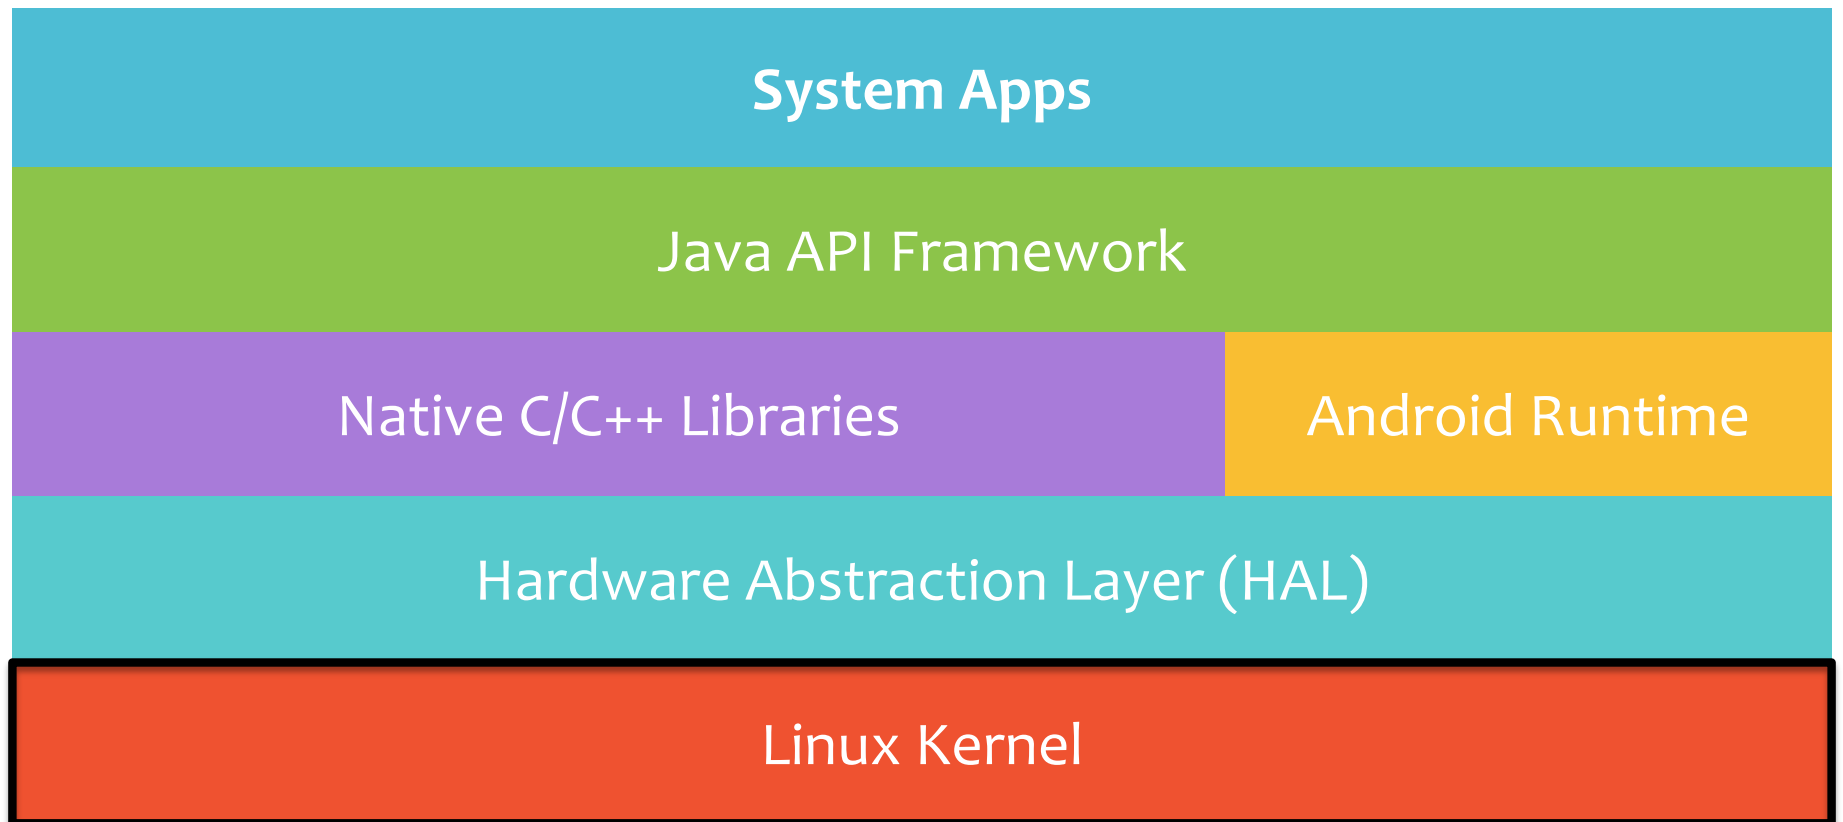 System Apps
Java API Framework
Native C/C++ Libraries
Android Runtime
Hardware Abstraction Layer (HAL)
Linux Kernel